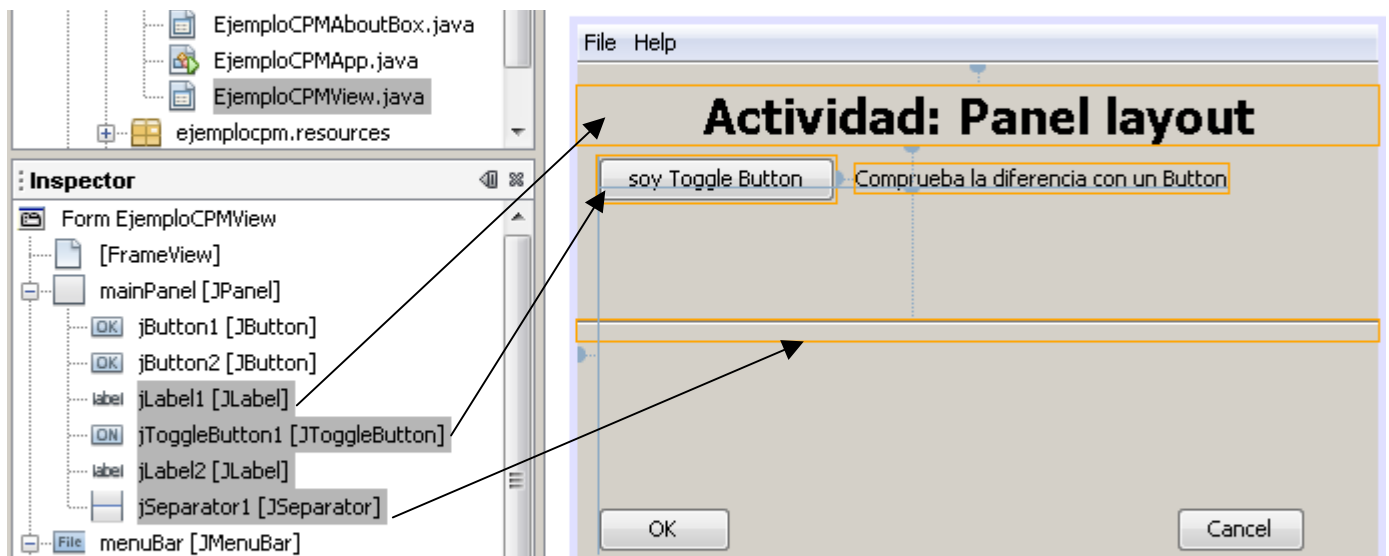 EjemploCPMAboutBox.java
EjemploCPMApp.java
EjemploCPMView.java
ejemplocpm.resources
Inspector
Form EjemploCPMView
[FrameView]
mainPanel [JPanel]
OK jButton1 [JButton]
OK jButton2 [JButton]
label jLabel1 [JLabel]
ON jToggleButton1 [JToggleButton]
label jLabel2 [JLabel]
jSeparator1 [JSeparator]
File menuBar [JMenuBar]
File Help
Actividad: Panel layout
soy Toggle Button Comprueba la diferencia con un Button
OK Cancel